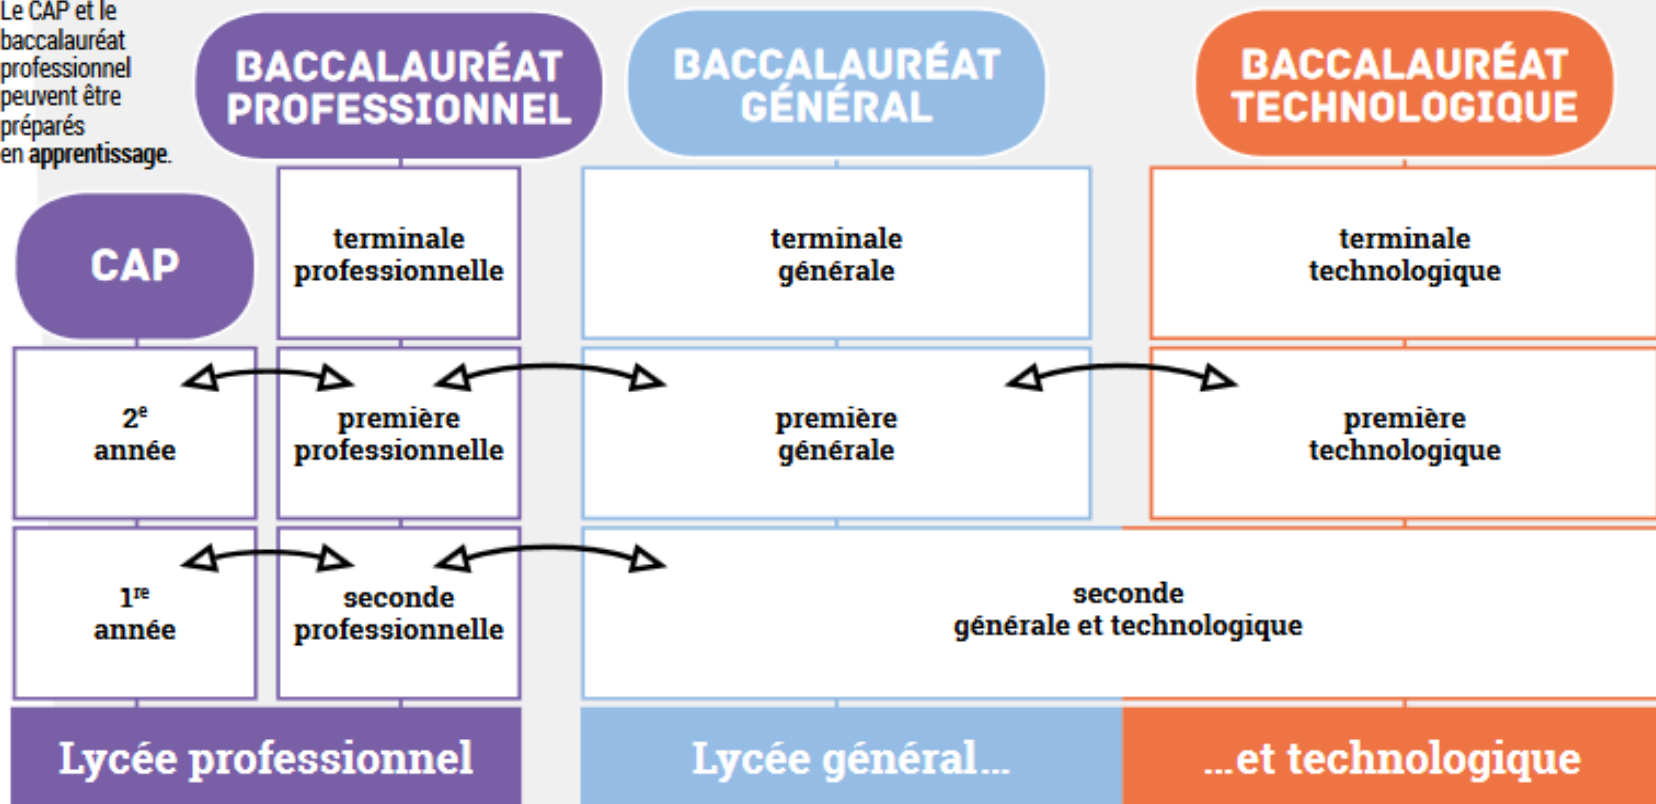 Le CAP et le
baccalauréat
professionnel
peuvent être
préparés
en apprentissage.
BACCALAURÉAT
PROFESSIONNEL
BACCALAURÉAT
GÉNÉRAL
BACCALAURÉAT
TECHNOLOGIQUE
CAP
terminale
professionnelle
terminale
générale
terminale
technologique
2e
année
première
professionnelle
première
générale
première
technologique
1re
année
seconde
professionnelle
seconde
générale et technologique
Lycée professionnel
Lycée général...
...et technologique